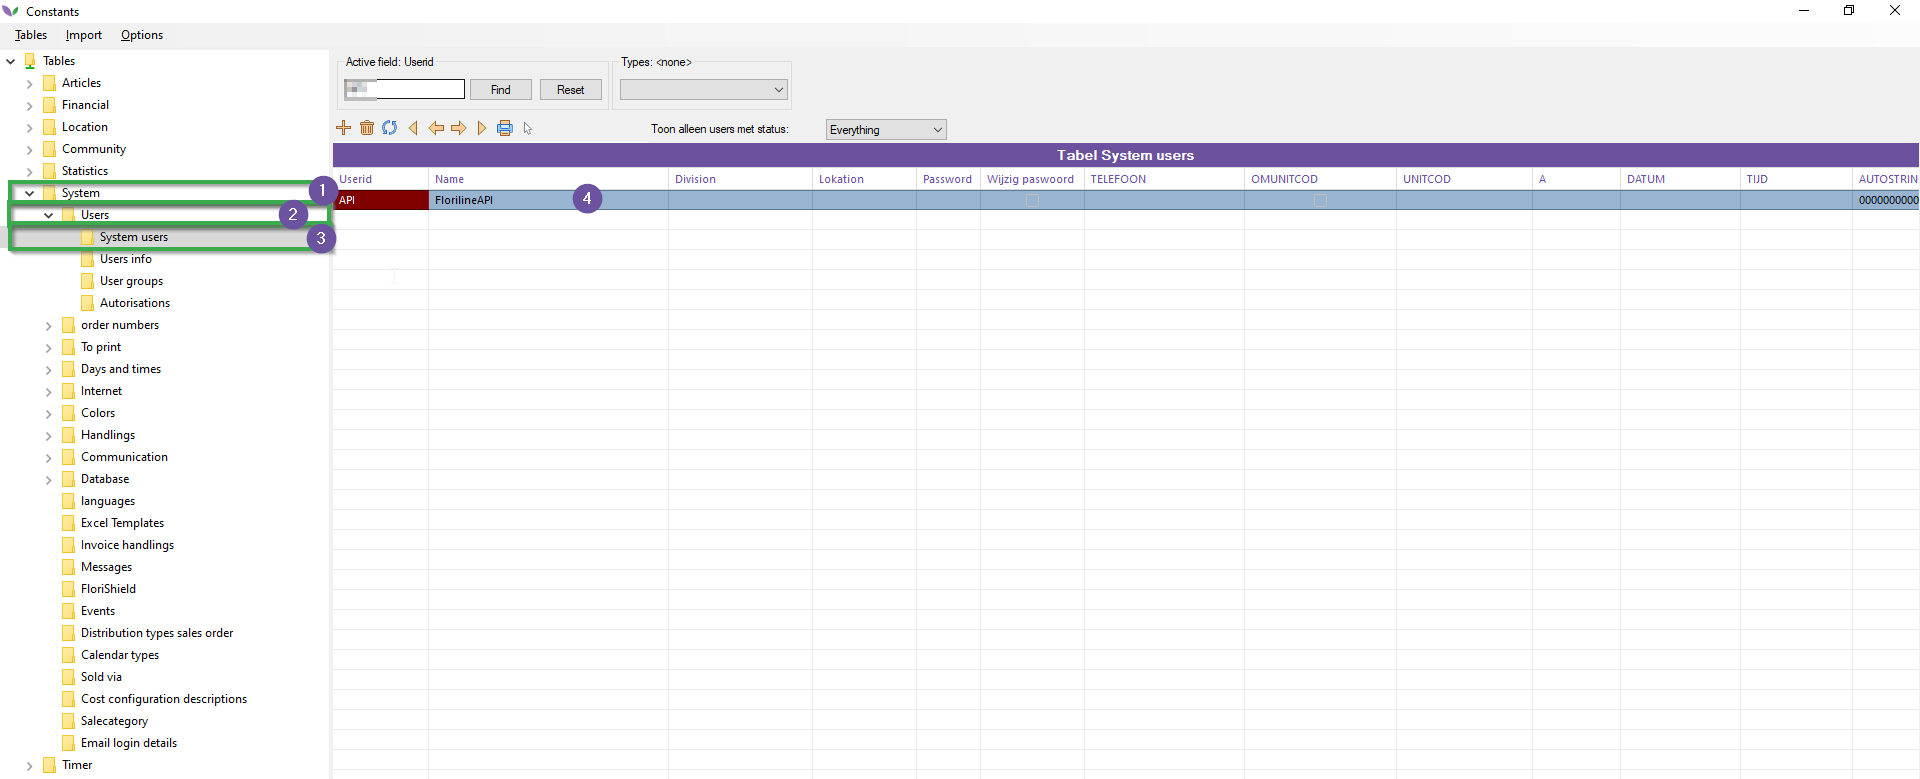 Constants
Tables Import Options
Tables
Articles
Financial
Location
Community
Statistics
System 1
Users 2
System users 3
Users info
User groups
Autorisations
order numbers
To print
Days and times
Internet
Colors
Handlings
Communication
Database
languages
Excel Templates
Invoice handlings
Messages
FloriShield
Events
Distribution types sales order
Calendar types
Sold via
Cost configuration descriptions
Salecategory
Email login details
Timer
Active field: Userid Types: <none>
Find Reset
Toon alleen users met status: Everything
Tabel System users
Userid Name Division Lokation Password Wijzig paswoord TELEFOON OMUNITCOD UNITCOD A DATUM TIJD AUTOSTRIN
API FlorilineAPI 4 0000000000